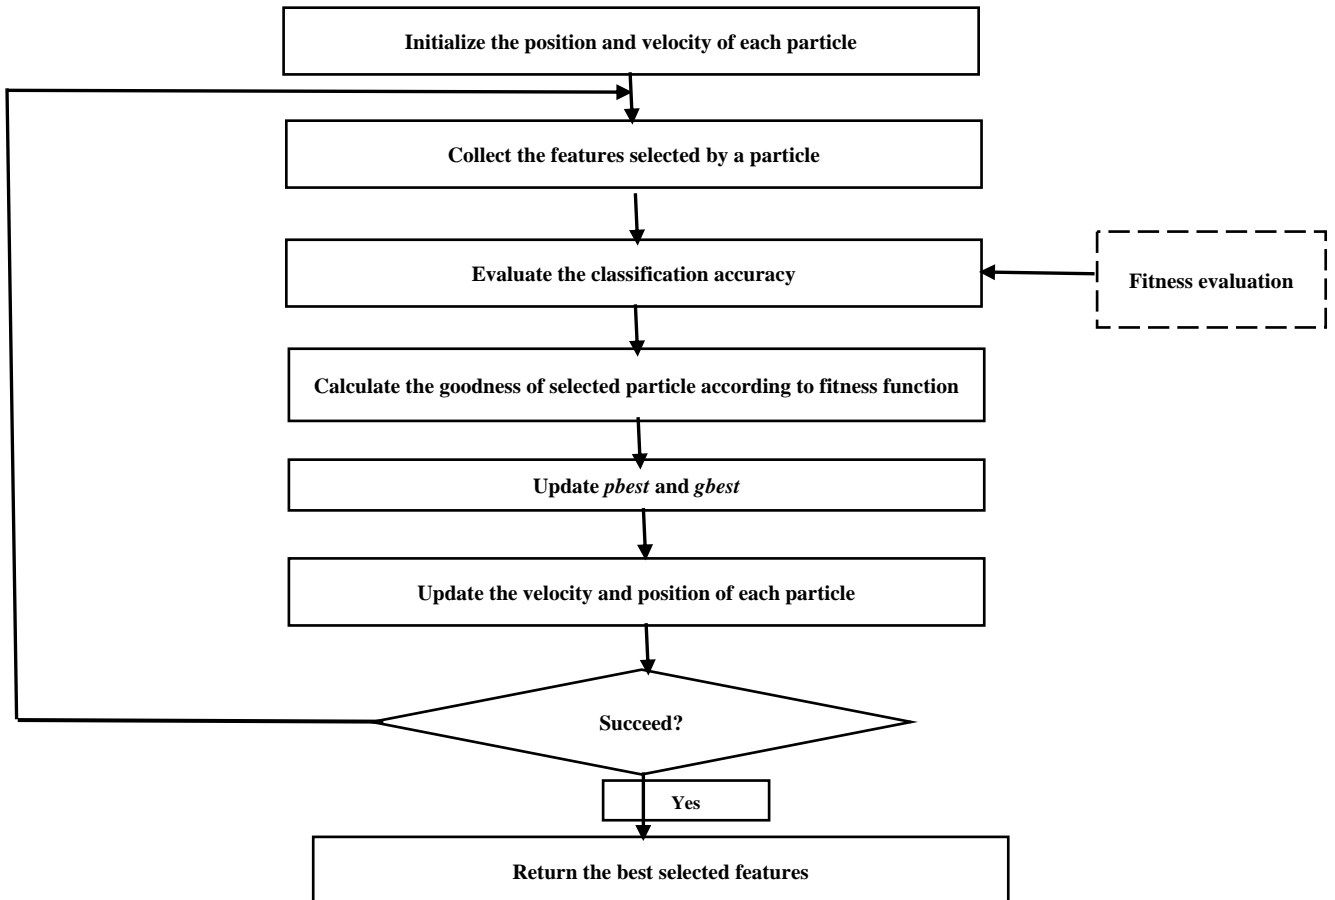 Initialize the position and velocity of each particle
Collect the features selected by a particle
Evaluate the classification accuracy
Fitness evaluation
Calculate the goodness of selected particle according to fitness function
Update pbest and gbest
Update the velocity and position of each particle
Succeed?
Yes
Return the best selected features